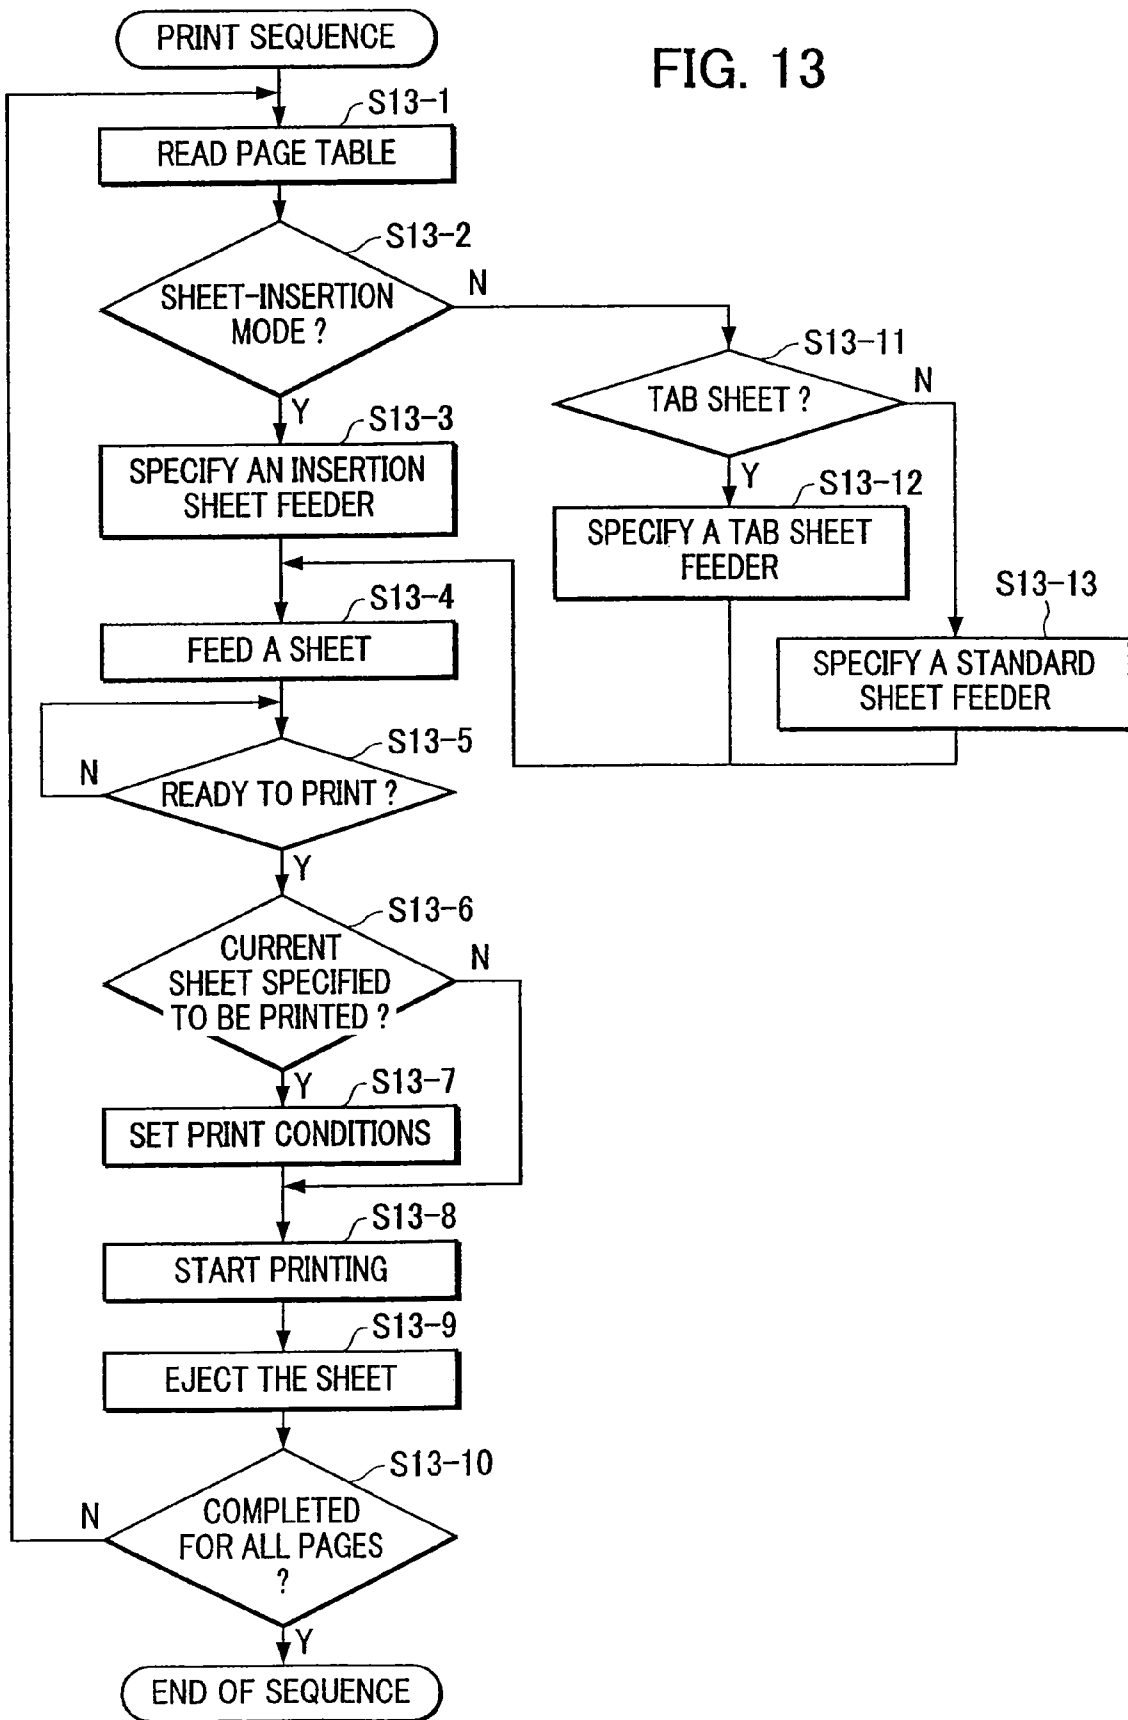 PRINT SEQUENCE
FIG. 13
S13-1
READ PAGE TABLE
S13-2
SHEET-INSERTION
MODE ?
N
Y
S13-11
TAB SHEET ?
N
Y
S13-3
SPECIFY AN INSERTION
SHEET FEEDER
S13-12
SPECIFY A TAB SHEET
FEEDER
S13-13
SPECIFY A STANDARD
SHEET FEEDER
S13-4
FEED A SHEET
S13-5
READY TO PRINT ?
N
Y
S13-6
CURRENT
SHEET SPECIFIED
TO BE PRINTED ?
N
Y
S13-7
SET PRINT CONDITIONS
S13-8
START PRINTING
S13-9
EJECT THE SHEET
S13-10
COMPLETED
FOR ALL PAGES
?
N
Y
END OF SEQUENCE